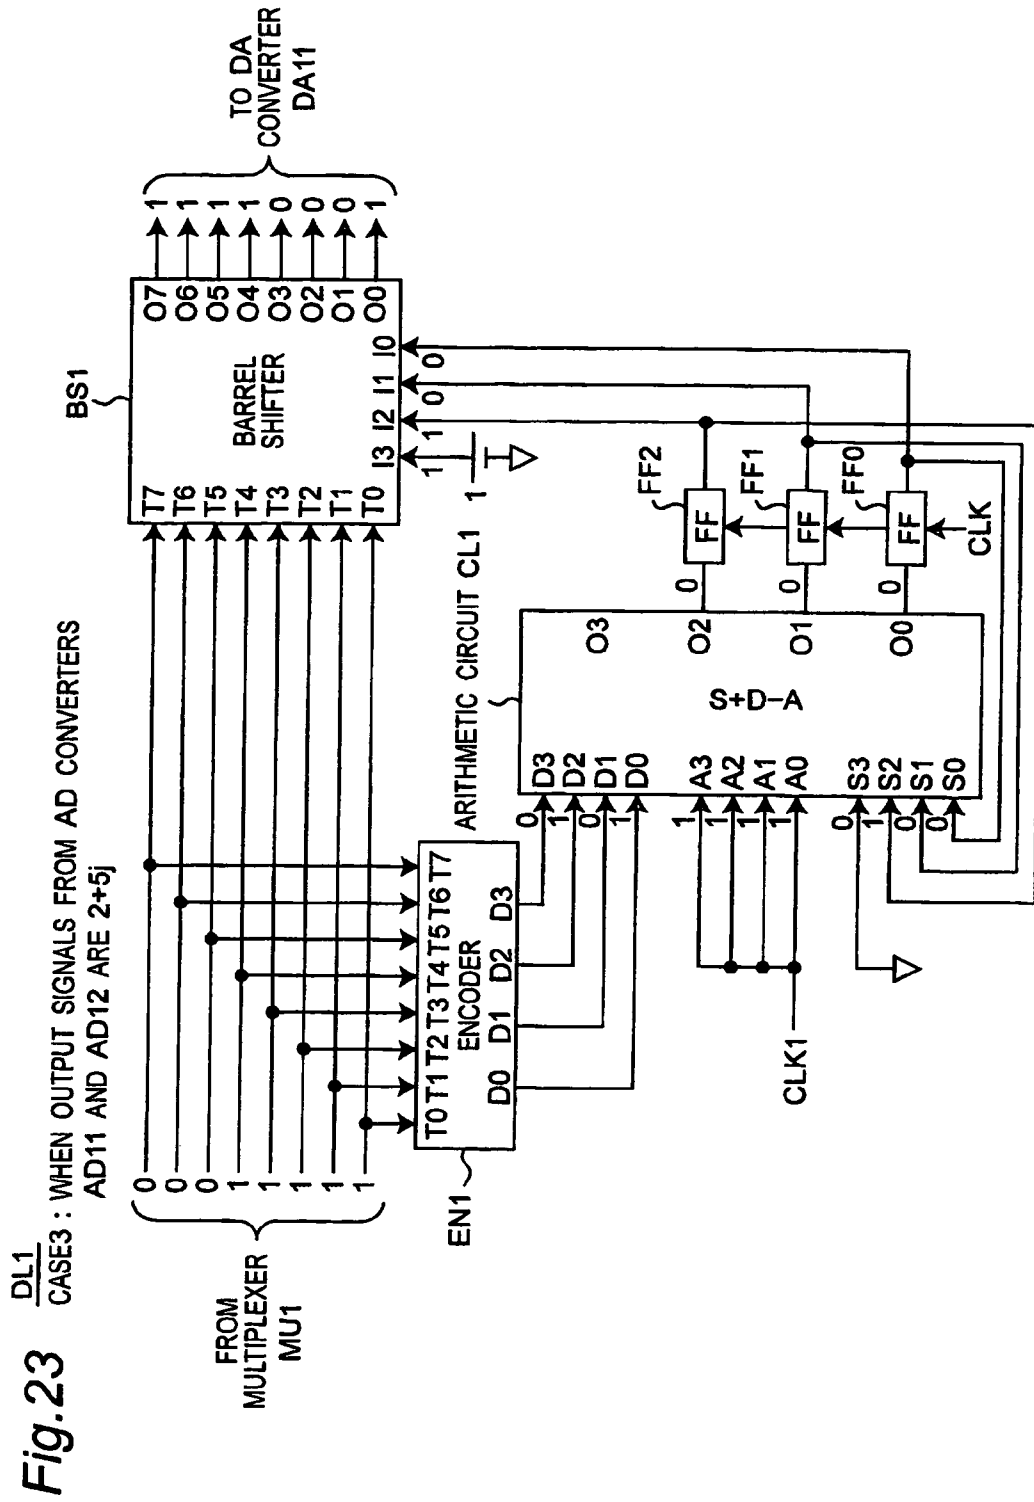 Fig.23
DL1
CASE3 : WHEN OUTPUT SIGNALS FROM AD CONVERTERS
AD11 AND AD12 ARE 2+5j
FROM
MULTIPLEXER
MU1
0
0
0
1
1
1
1
1
BS1
T7
T6
T5
T4
T3
T2
T1
T0
BARREL
SHIFTER
O7
O6
O5
O4
O3
O2
O1
O0
1
1
1
1
0
0
0
1
TO DA
CONVERTER
DA11
I3 I2 I1 I0
1 1 0 0
1
EN1
T0 T1 T2 T3 T4 T5 T6 T7
ENCODER
D0 D1 D2 D3
ARITHMETIC CIRCUIT CL1
0 D3
1 D2
0 D1
1 D0
1 A3
1 A2
1 A1
1 A0
0 S3
1 S2
0 S1
0 S0
CLK1
S+D-A
O3
O2
O1
O0
0
0
0
FF2
FF
FF1
FF
FF0
FF
CLK